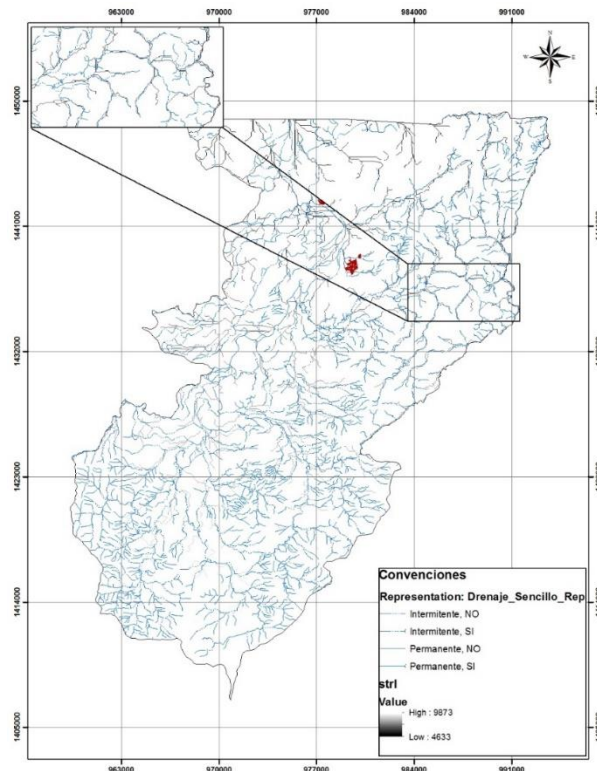 963000 970000 977000 984000 991000
N
W E
S
1450000
1441000
1432000
1423000
1414000
1405000
Convenciones
Representation: Drenaje_Sencillo_Rep
Intermitente, NO
Intermitente, SI
Permanente, NO
Permanente, SI
strl
Value
High : 9873
Low : 4633
963000 970000 977000 984000 991000